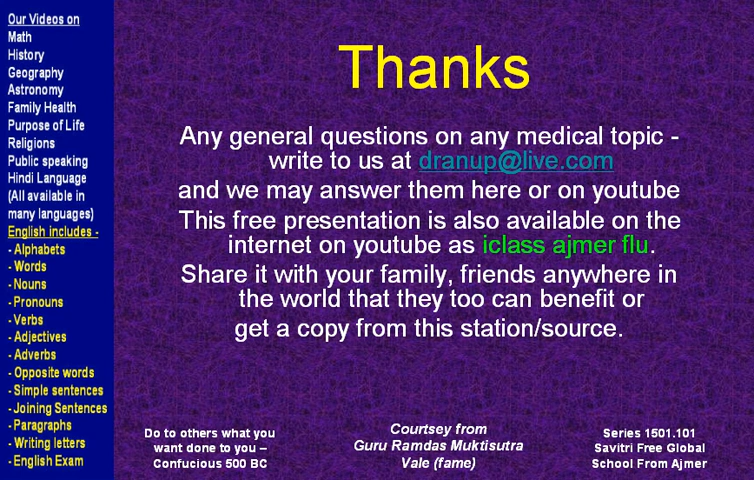 Our Videos on
Math
History
Geography
Astronomy
Family Health
Purpose of Life
Religions
Public speaking
Hindi Language
(All available in
many languages)
English includes -
- Alphabets
- Words
- Nouns
- Pronouns
- Verbs
- Adjectives
- Adverbs
- Opposite words
- Simple sentences
- Joining Sentences
- Paragraphs
- Writing letters
- English Exam
Thanks
Any general questions on any medical topic -
write to us at dranup@live.com
and we may answer them here or on youtube
This free presentation is also available on the
internet on youtube as iclass ajmer flu.
Share it with your family, friends anywhere in
the world that they too can benefit or
get a copy from this station/source.
Do to others what you
want done to you –
Confucious 500 BC
Courtsey from
Guru Ramdas Muktisutra
Vale (fame)
Series 1501.101
Savitri Free Global
School From Ajmer